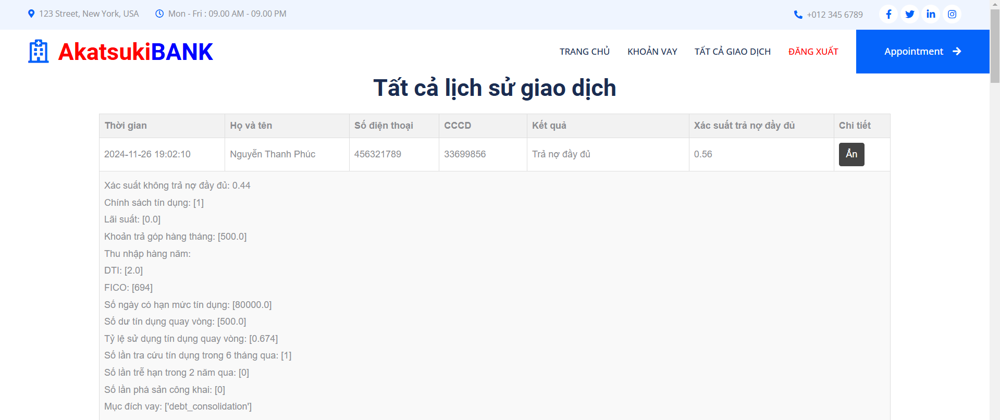 123 Street, New York, USA
Mon - Fri : 09.00 AM - 09.00 PM
+012 345 6789
AkatsukiBANK
TRANG CHỦ
KHOẢN VAY
TẤT CẢ GIAO DỊCH
ĐĂNG XUẤT
Appointment
Tất cả lịch sử giao dịch
Thời gian Họ và tên Số điện thoại CCCD Kết quả Xác suất trả nợ đầy đủ Chi tiết
2024-11-26 19:02:10 Nguyễn Thanh Phúc 456321789 33699856 Trả nợ đầy đủ 0.56 Ẩn
Xác suất không trả nợ đầy đủ: 0.44
Chính sách tín dụng: [1]
Lãi suất: [0.0]
Khoản trả góp hàng tháng: [500.0]
Thu nhập hàng năm:
DTI: [2.0]
FICO: [694]
Số ngày có hạn mức tín dụng: [80000.0]
Số dư tín dụng quay vòng: [500.0]
Tỷ lệ sử dụng tín dụng quay vòng: [0.674]
Số lần tra cứu tín dụng trong 6 tháng qua: [1]
Số lần trễ hạn trong 2 năm qua: [0]
Số lần phá sản công khai: [0]
Mục đích vay: ['debt_consolidation']